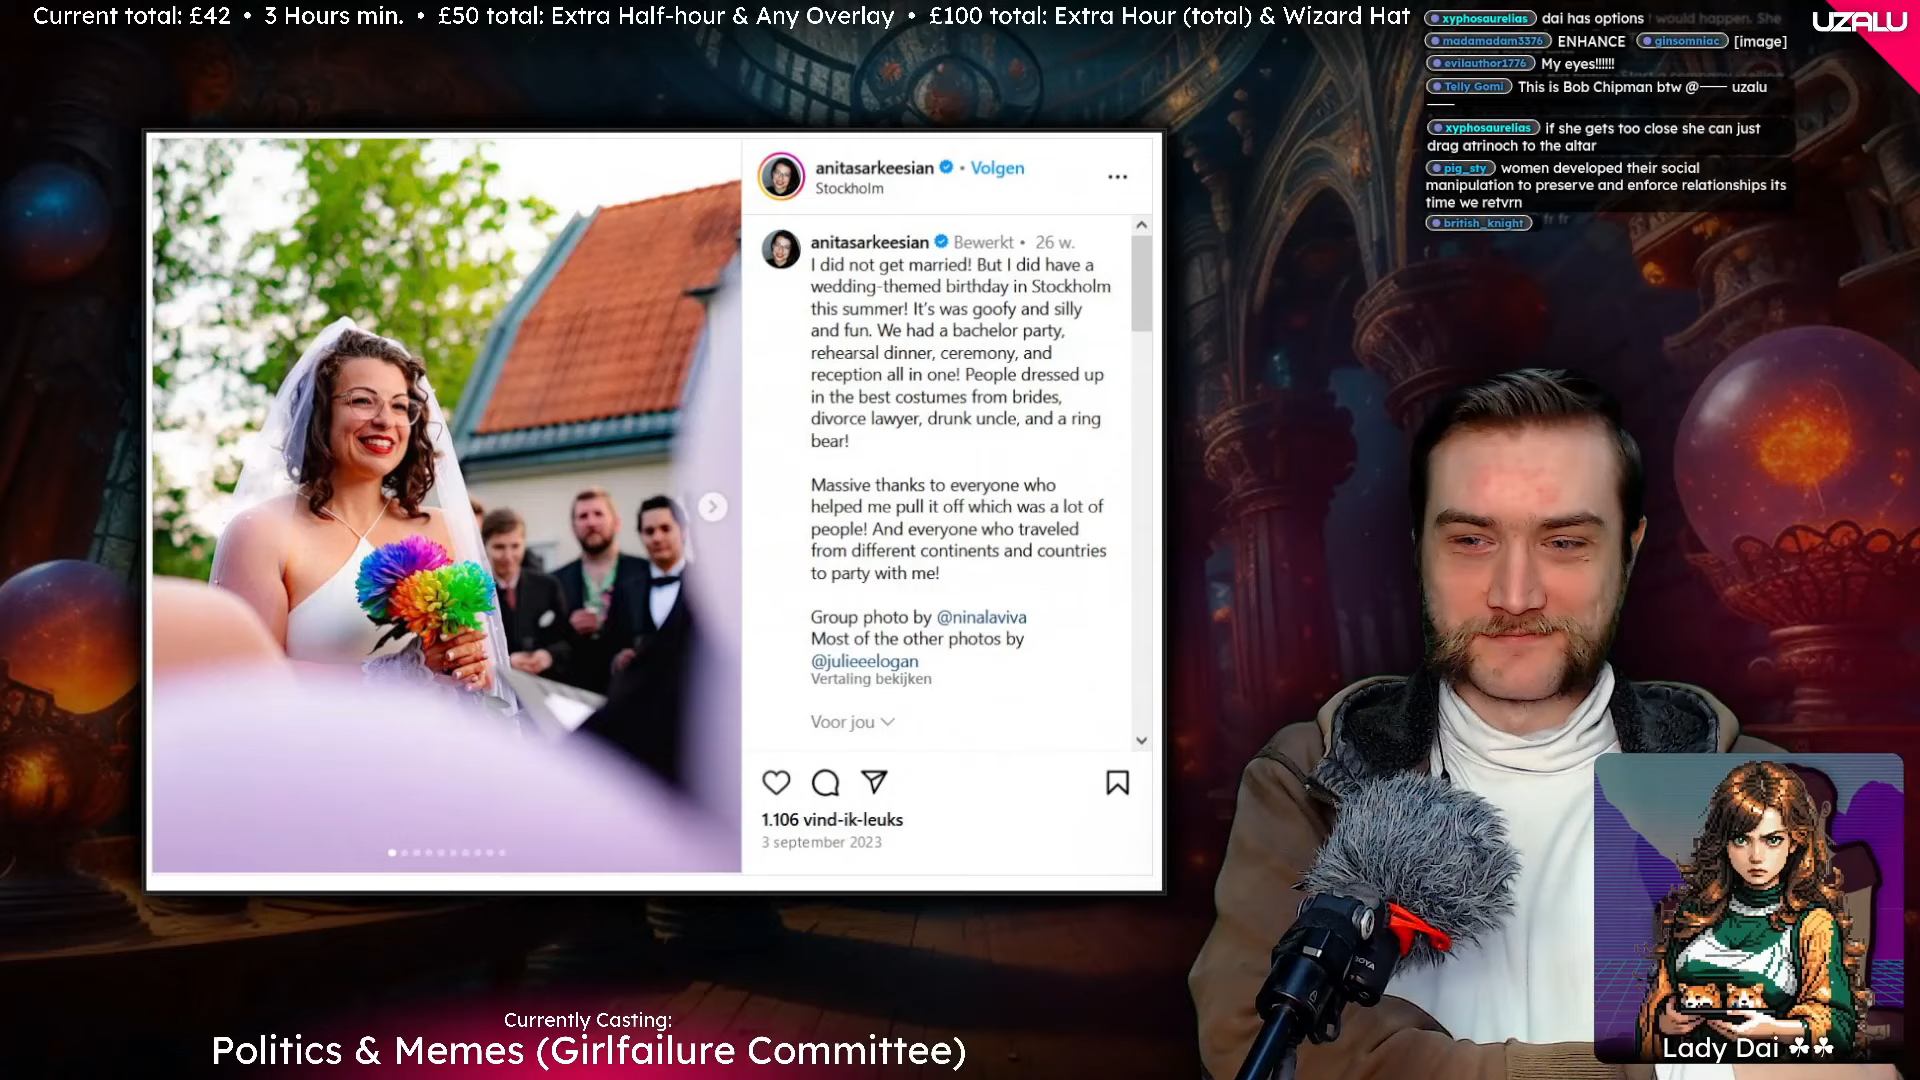 Current total: £42 • 3 Hours min. • £50 total: Extra Half-hour & Any Overlay • £100 total: Extra Hour (total) & Wizard Hat
UZALU
xyphosaurelias dai has options would happen. She
madamadam3376 ENHANCE ginsomniac [image]
evilauthor1776 My eyes!!!!!!
Telly Gomi This is Bob Chipman btw @—— uzalu
——
xyphosaurelias if she gets too close she can just
drag atrinoch to the altar
pig_sty women developed their social
manipulation to preserve and enforce relationships its
time we retvrn
british_knight fr fr
anitasarkeesian • Volgen
Stockholm
anitasarkeesian Bewerkt • 26 w.
I did not get married! But I did have a
wedding-themed birthday in Stockholm
this summer! It's was goofy and silly
and fun. We had a bachelor party,
rehearsal dinner, ceremony, and
reception all in one! People dressed up
in the best costumes from brides,
divorce lawyer, drunk uncle, and a ring
bear!
Massive thanks to everyone who
helped me pull it off which was a lot of
people! And everyone who traveled
from different continents and countries
to party with me!
Group photo by @ninalaviva
Most of the other photos by
@julieeelogan
Vertaling bekijken
Voor jou
1.106 vind-ik-leuks
3 september 2023
BOYA
Currently Casting:
Politics & Memes (Girlfailure Committee)
Lady Dai ☘☘